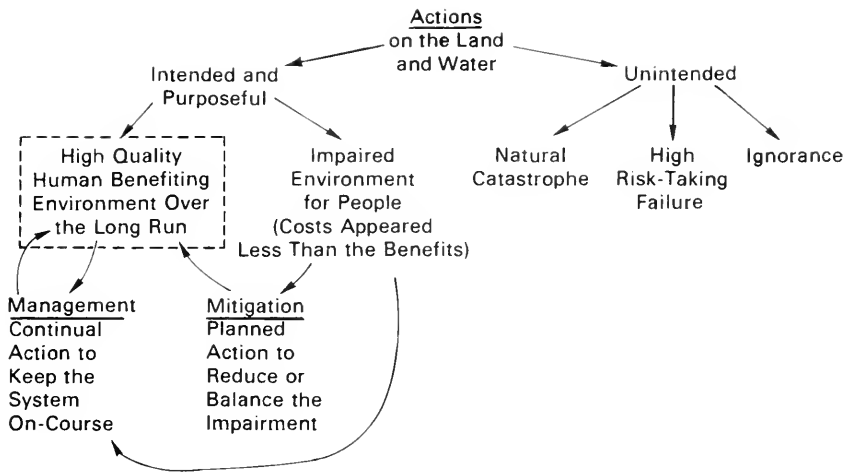 Actions
on the Land
and Water
Intended and
Purposeful
Unintended
High Quality
Human Benefiting
Environment Over
the Long Run
Impaired
Environment
for People
(Costs Appeared
Less Than the Benefits)
Natural
Catastrophe
High
Risk-Taking
Failure
Ignorance
Management
Continual
Action to
Keep the
System
On-Course
Mitigation
Planned
Action to
Reduce or
Balance the
Impairment